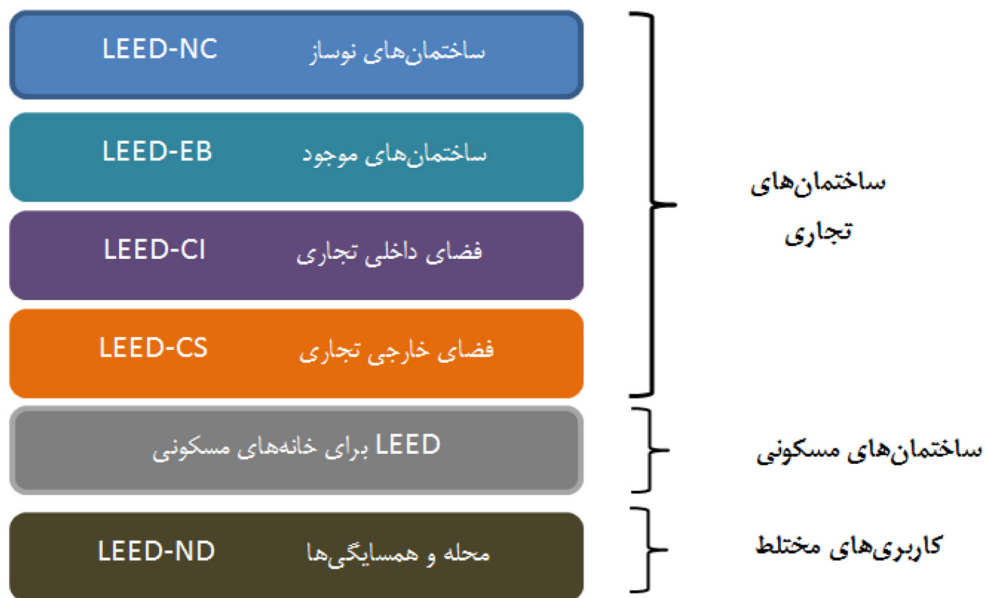 ساختمان‌های نوساز LEED-NC
ساختمان‌های موجود LEED-EB
فضای داخلی تجاری LEED-CI
فضای خارجی تجاری LEED-CS
ساختمان‌های
تجاری
LEED برای خانه‌های مسکونی
ساختمان‌های مسکونی
محله و همسایگی‌ها LEED-ND
کاربری‌های مختلط